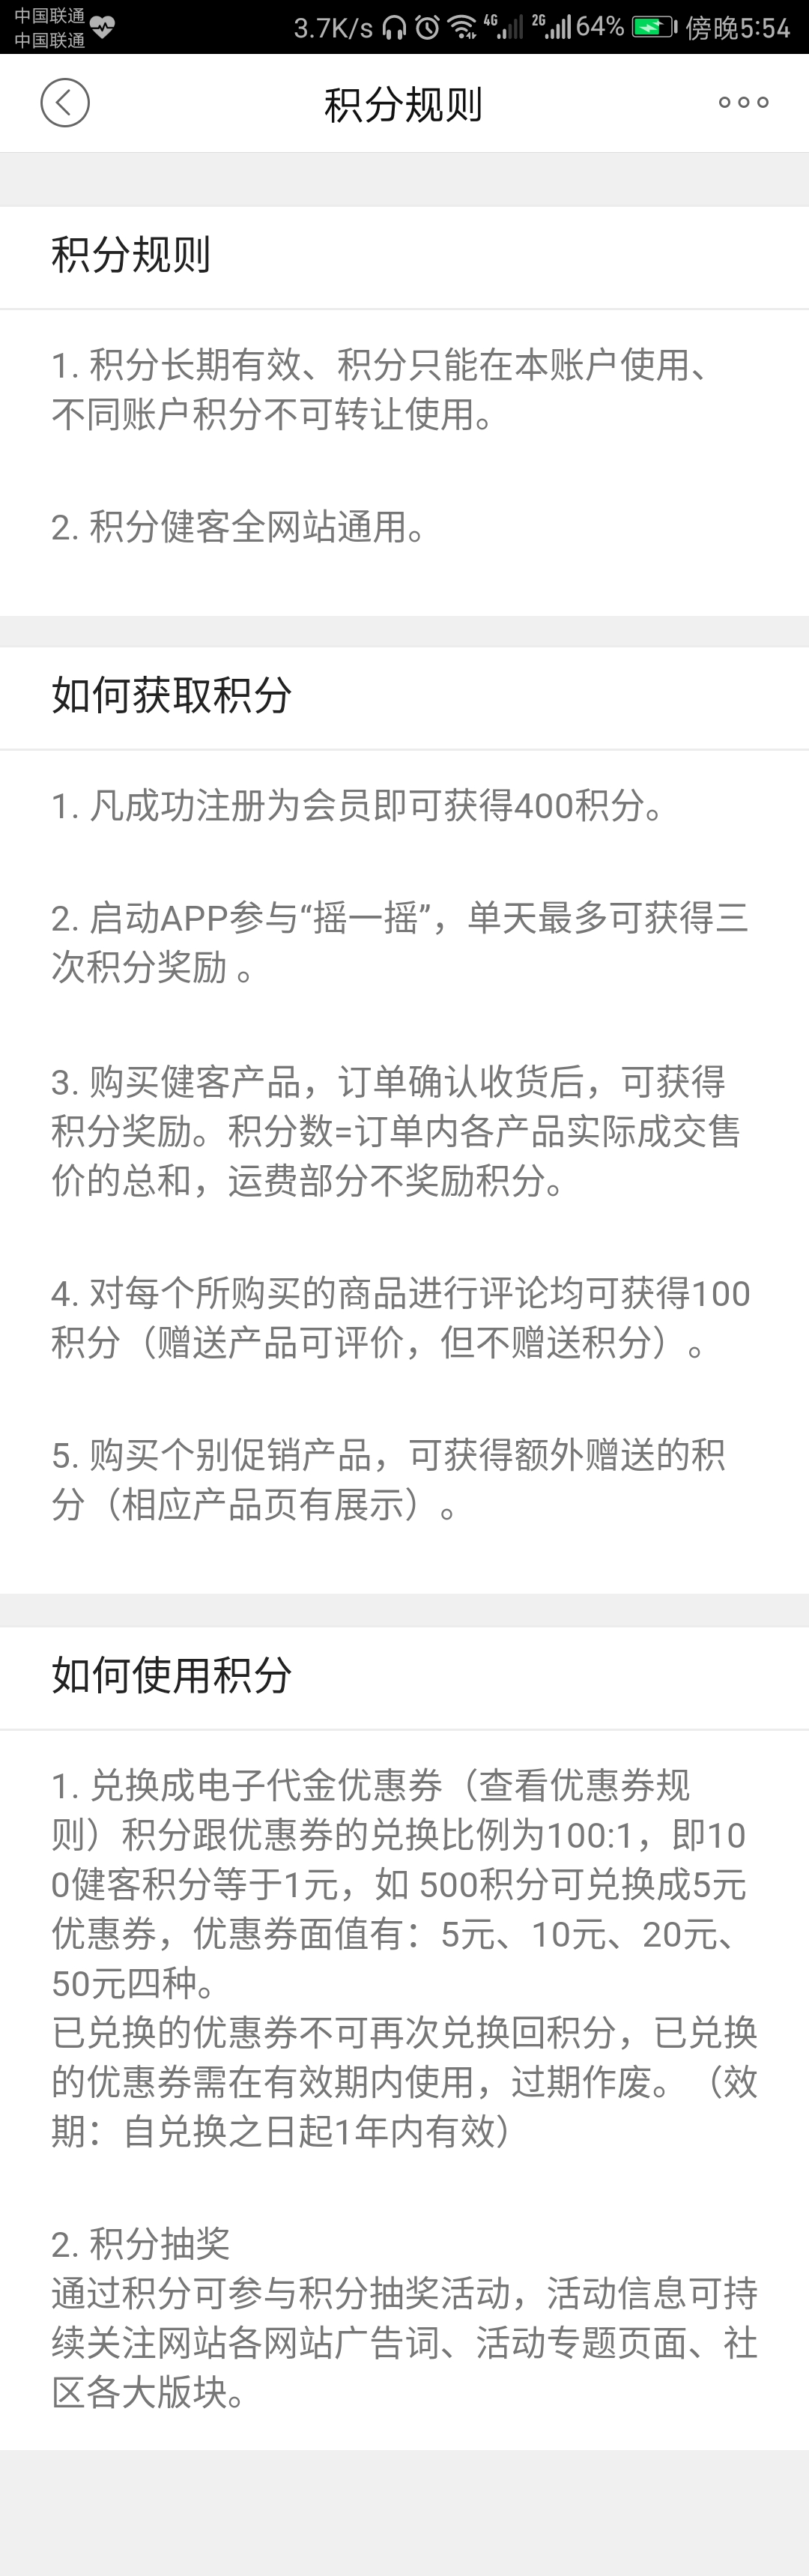 中国联通
中国联通
3.7K/s 4G 2G 64% 傍晚5:54
积分规则
积分规则
1. 积分长期有效、积分只能在本账户使用、
不同账户积分不可转让使用。
2. 积分健客全网站通用。
如何获取积分
1. 凡成功注册为会员即可获得400积分。
2. 启动APP参与“摇一摇”，单天最多可获得三
次积分奖励 。
3. 购买健客产品，订单确认收货后，可获得
积分奖励。积分数=订单内各产品实际成交售
价的总和，运费部分不奖励积分。
4. 对每个所购买的商品进行评论均可获得100
积分（赠送产品可评价，但不赠送积分）。
5. 购买个别促销产品，可获得额外赠送的积
分（相应产品页有展示）。
如何使用积分
1. 兑换成电子代金优惠券（查看优惠券规
则）积分跟优惠券的兑换比例为100:1，即10
0健客积分等于1元，如 500积分可兑换成5元
优惠券，优惠券面值有：5元、10元、20元、
50元四种。
已兑换的优惠券不可再次兑换回积分，已兑换
的优惠券需在有效期内使用，过期作废。（效
期：自兑换之日起1年内有效）
2. 积分抽奖
通过积分可参与积分抽奖活动，活动信息可持
续关注网站各网站广告词、活动专题页面、社
区各大版块。